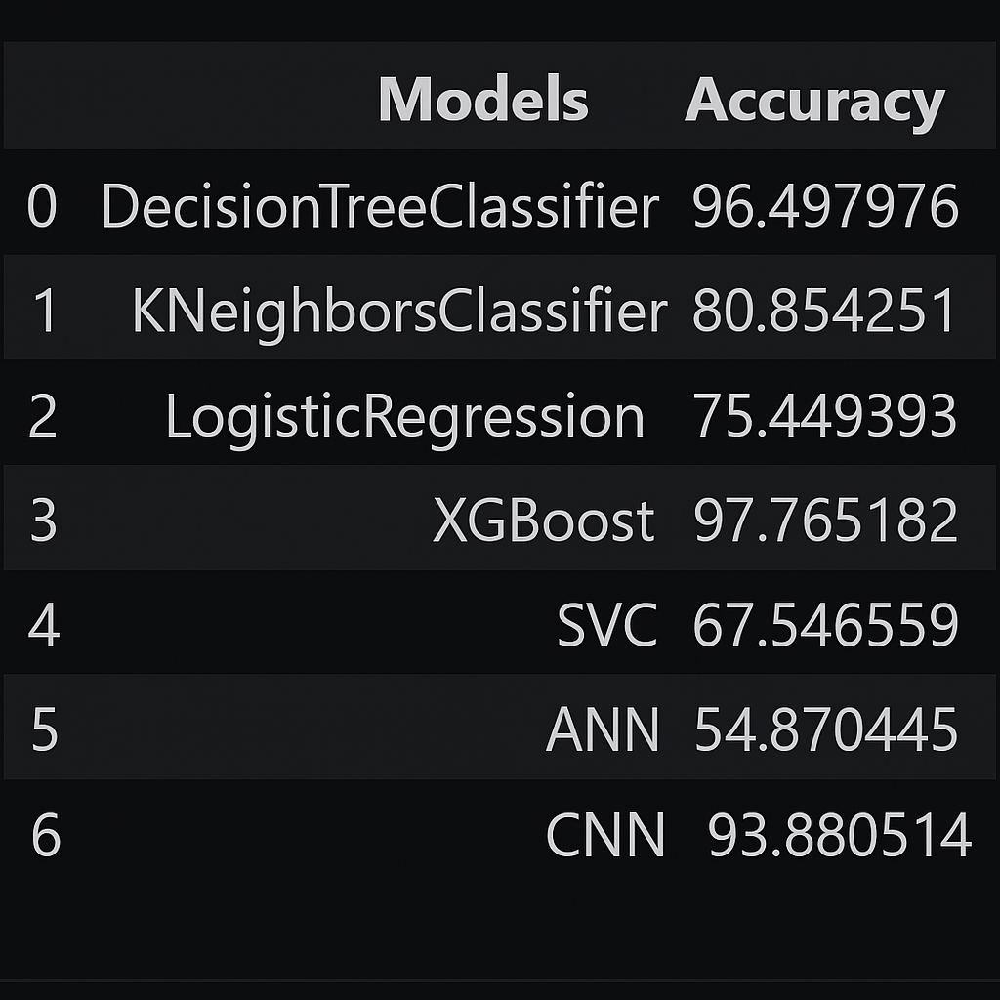 Models Accuracy
0 DecisionTreeClassifier 96.497976
1 KNeighborsClassifier 80.854251
2 LogisticRegression 75.449393
3 XGBoost 97.765182
4 SVC 67.546559
5 ANN 54.870445
6 CNN 93.880514